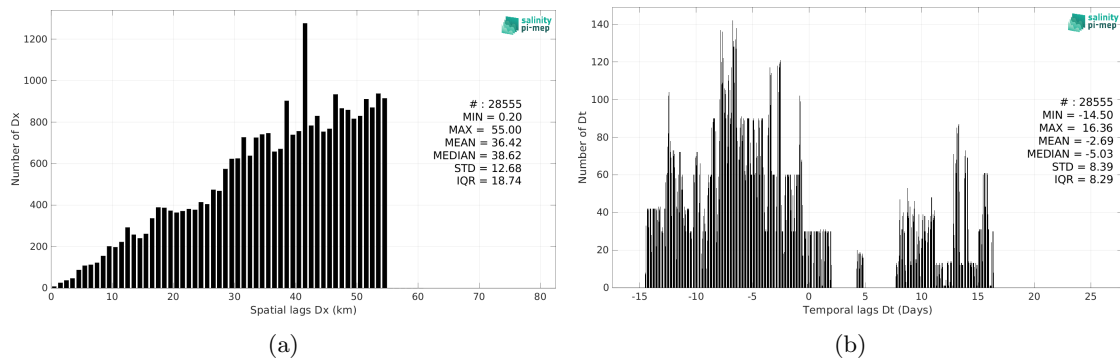 salinity
pi-mep
1200
1000
800
600
400
200
0
Number of Dx
# : 28555
MIN = 0.20
MAX = 55.00
MEAN = 36.42
MEDIAN = 38.62
STD = 12.68
IQR = 18.74
0 10 20 30 40 50 60 70 80
Spatial lags Dx (km)
(a)
salinity
pi-mep
140
120
100
80
60
40
20
0
Number of Dt
# : 28555
MIN = -14.50
MAX = 16.36
MEAN = -2.69
MEDIAN = -5.03
STD = 8.39
IQR = 8.29
-15 -10 -5 0 5 10 15 20 25
Temporal lags Dt (Days)
(b)